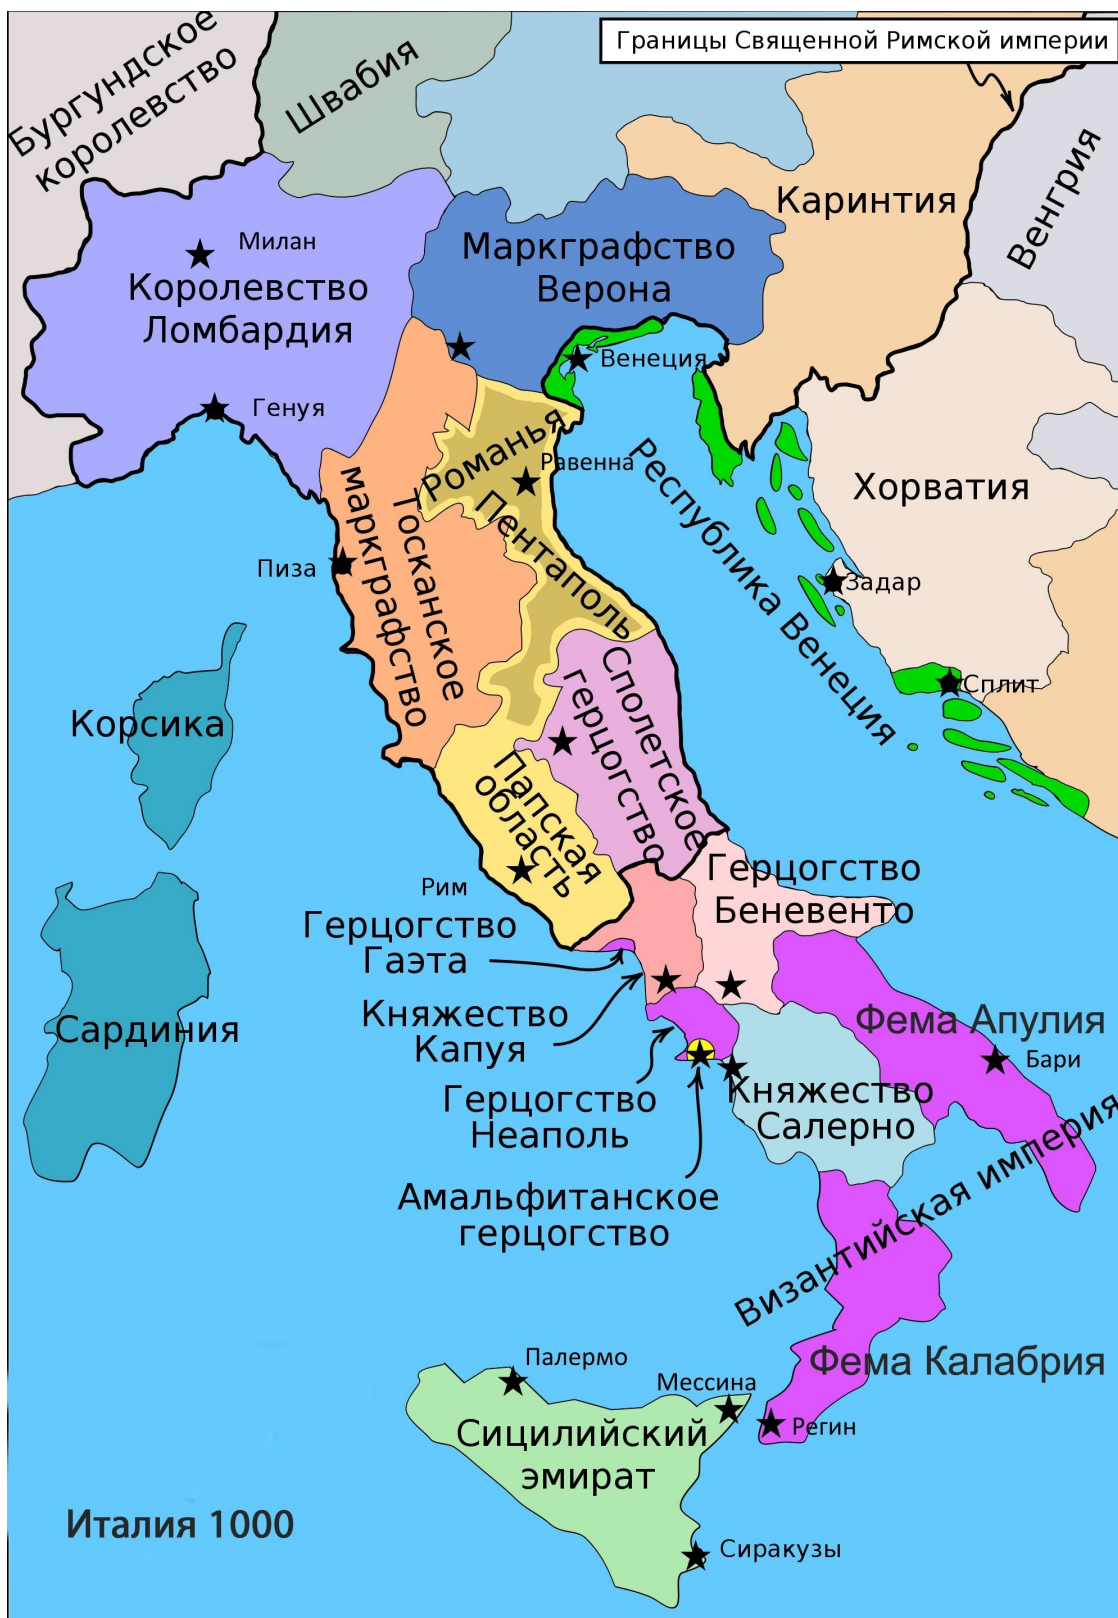 Границы Священной Римской империи
Бургундское
королевство
Швабия
Каринтия
Венгрия
Милан
Королевство
Ломбардия
Маркграфство
Верона
Венеция
Генуя
Романья
Равенна
Пентаполь
Тосканское
маркграфство
Пиза
Республика Венеция
Хорватия
Задар
Сплит
Корсика
Сполетское
герцогство
Папская
область
Рим
Герцогство
Беневенто
Герцогство
Гаэта
Сардиния
Княжество
Капуя
Фема Апулия
Бари
Герцогство
Неаполь
Княжество
Салерно
Амальфитанское
герцогство
Византийская империя
Палермо
Мессина
Фема Калабрия
Регин
Сицилийский
эмират
Италия 1000
Сиракузы